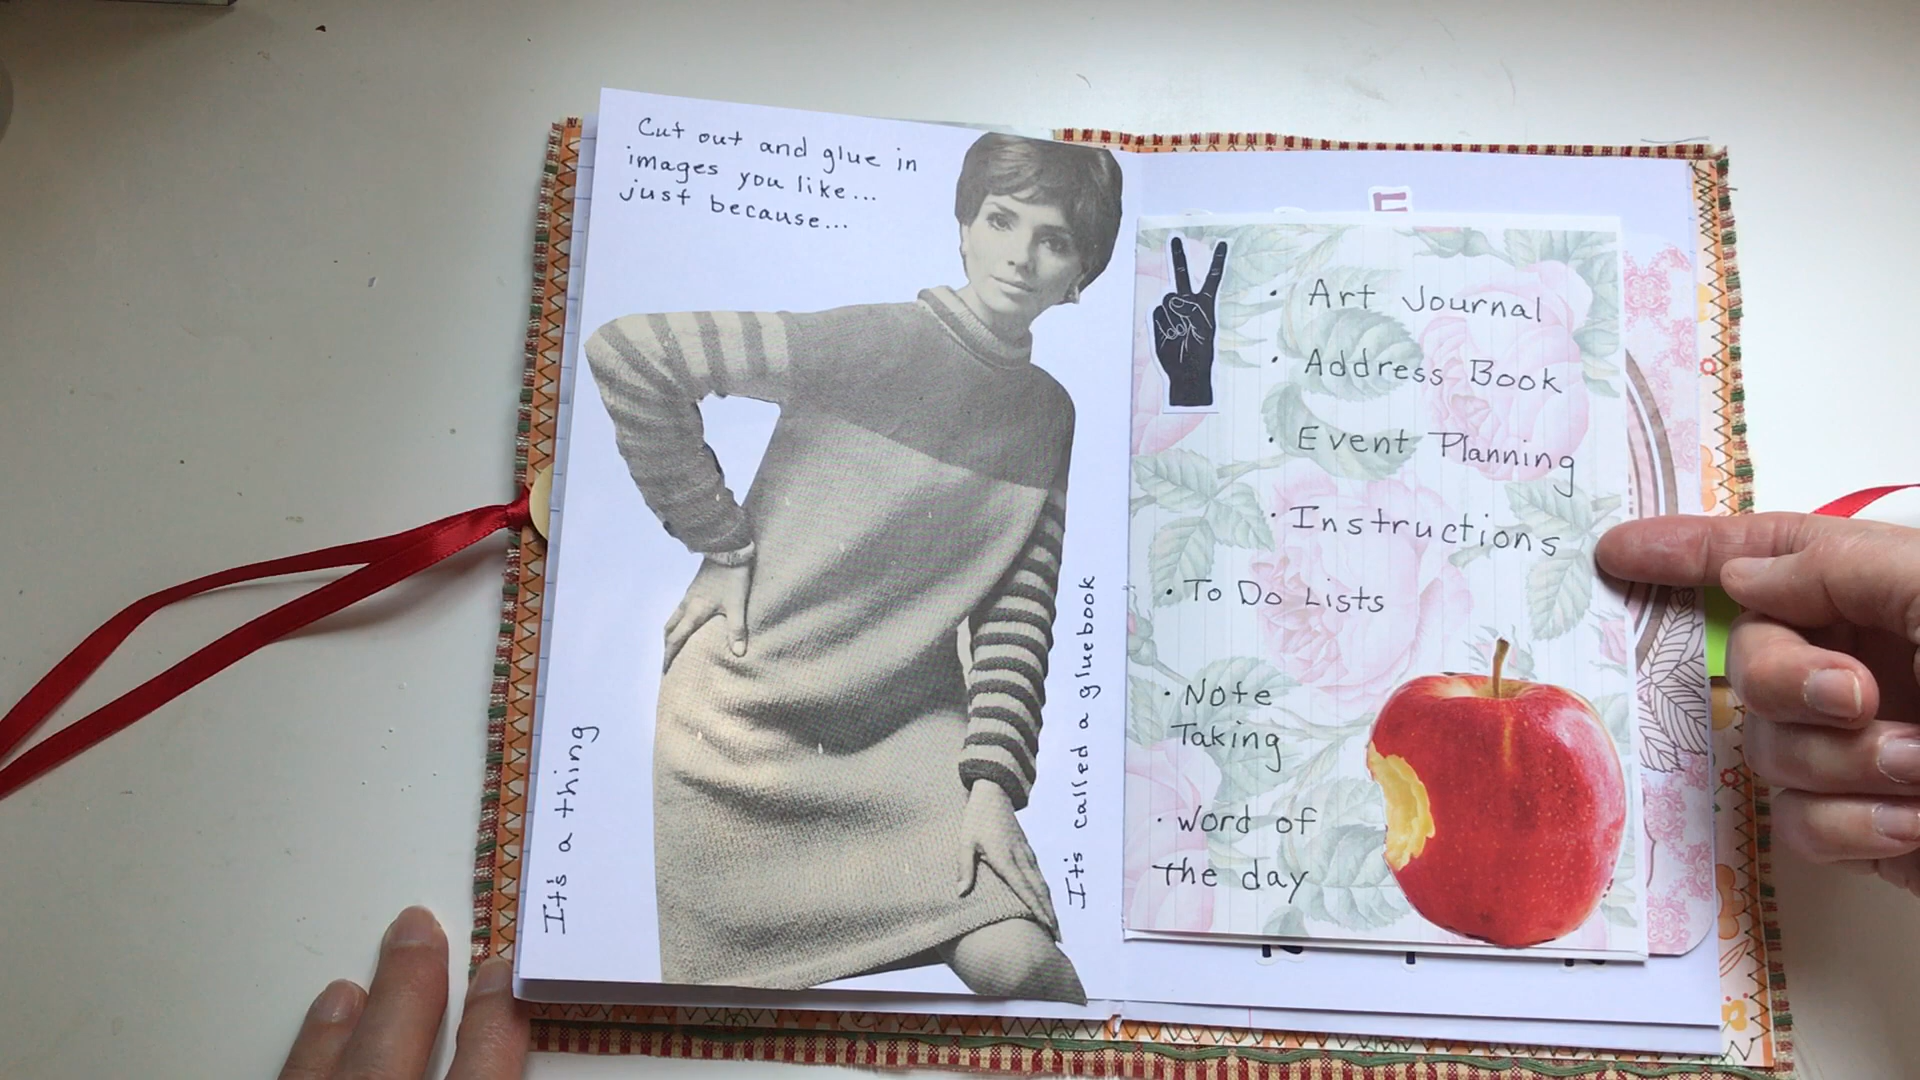 Cut out and glue in
images you like...
just because...
It's a thing
It's called a gluebook
· Art Journal
· Address Book
· Event Planning
· Instructions
· To Do Lists
· Note
Taking
· Word of
the day